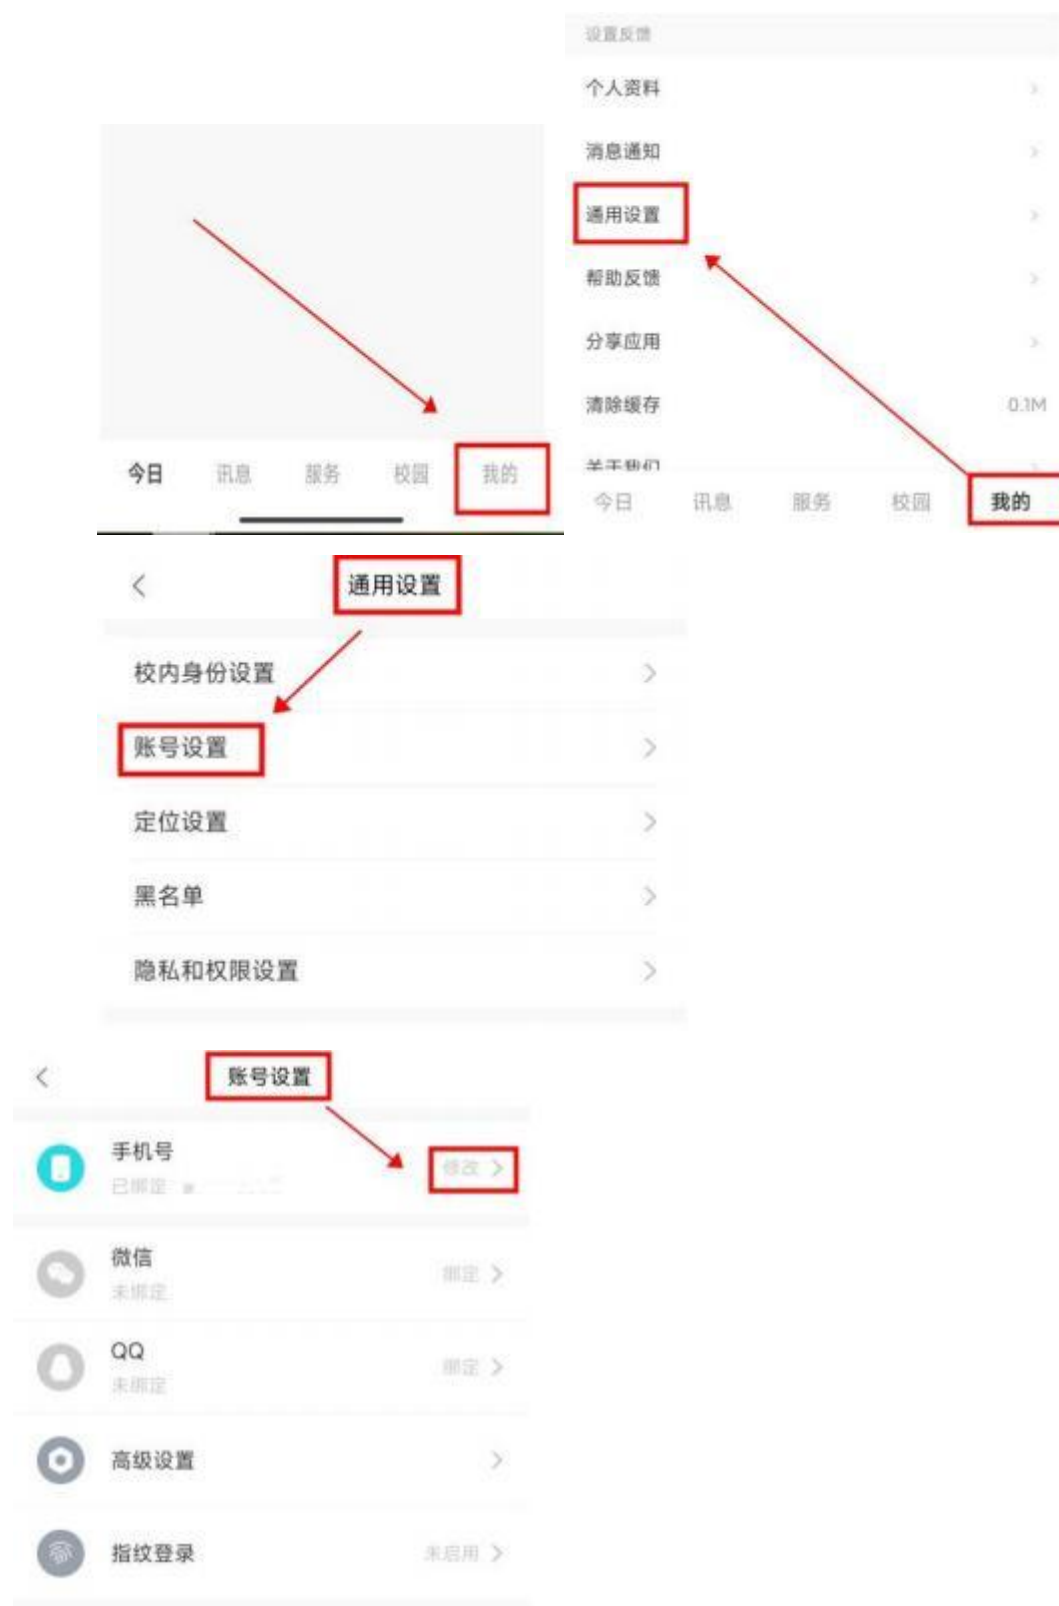 设置反馈
个人资料
消息通知
通用设置
帮助反馈
分享应用
清除缓存 0.1M
关于我们
今日 讯息 服务 校园 我的
今日 讯息 服务 校园 我的
通用设置
校内身份设置
账号设置
定位设置
黑名单
隐私和权限设置
账号设置
手机号
已绑定
修改
微信
未绑定
绑定
QQ
未绑定
绑定
高级设置
指纹登录
未启用